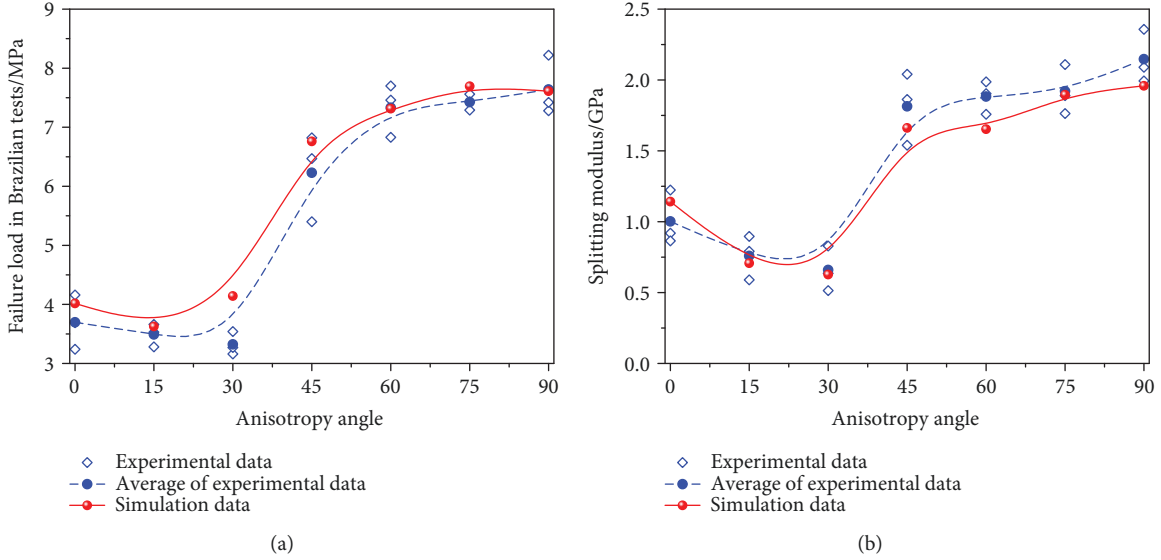 9
8
7
6
5
4
3
Failure load in Brazilian tests/MPa
0 15 30 45 60 75 90
Anisotropy angle
Experimental data
Average of experimental data
Simulation data
(a)
2.5
2.0
1.5
1.0
0.5
0.0
Splitting modulus/GPa
0 15 30 45 60 75 90
Anisotropy angle
Experimental data
Average of experimental data
Simulation data
(b)